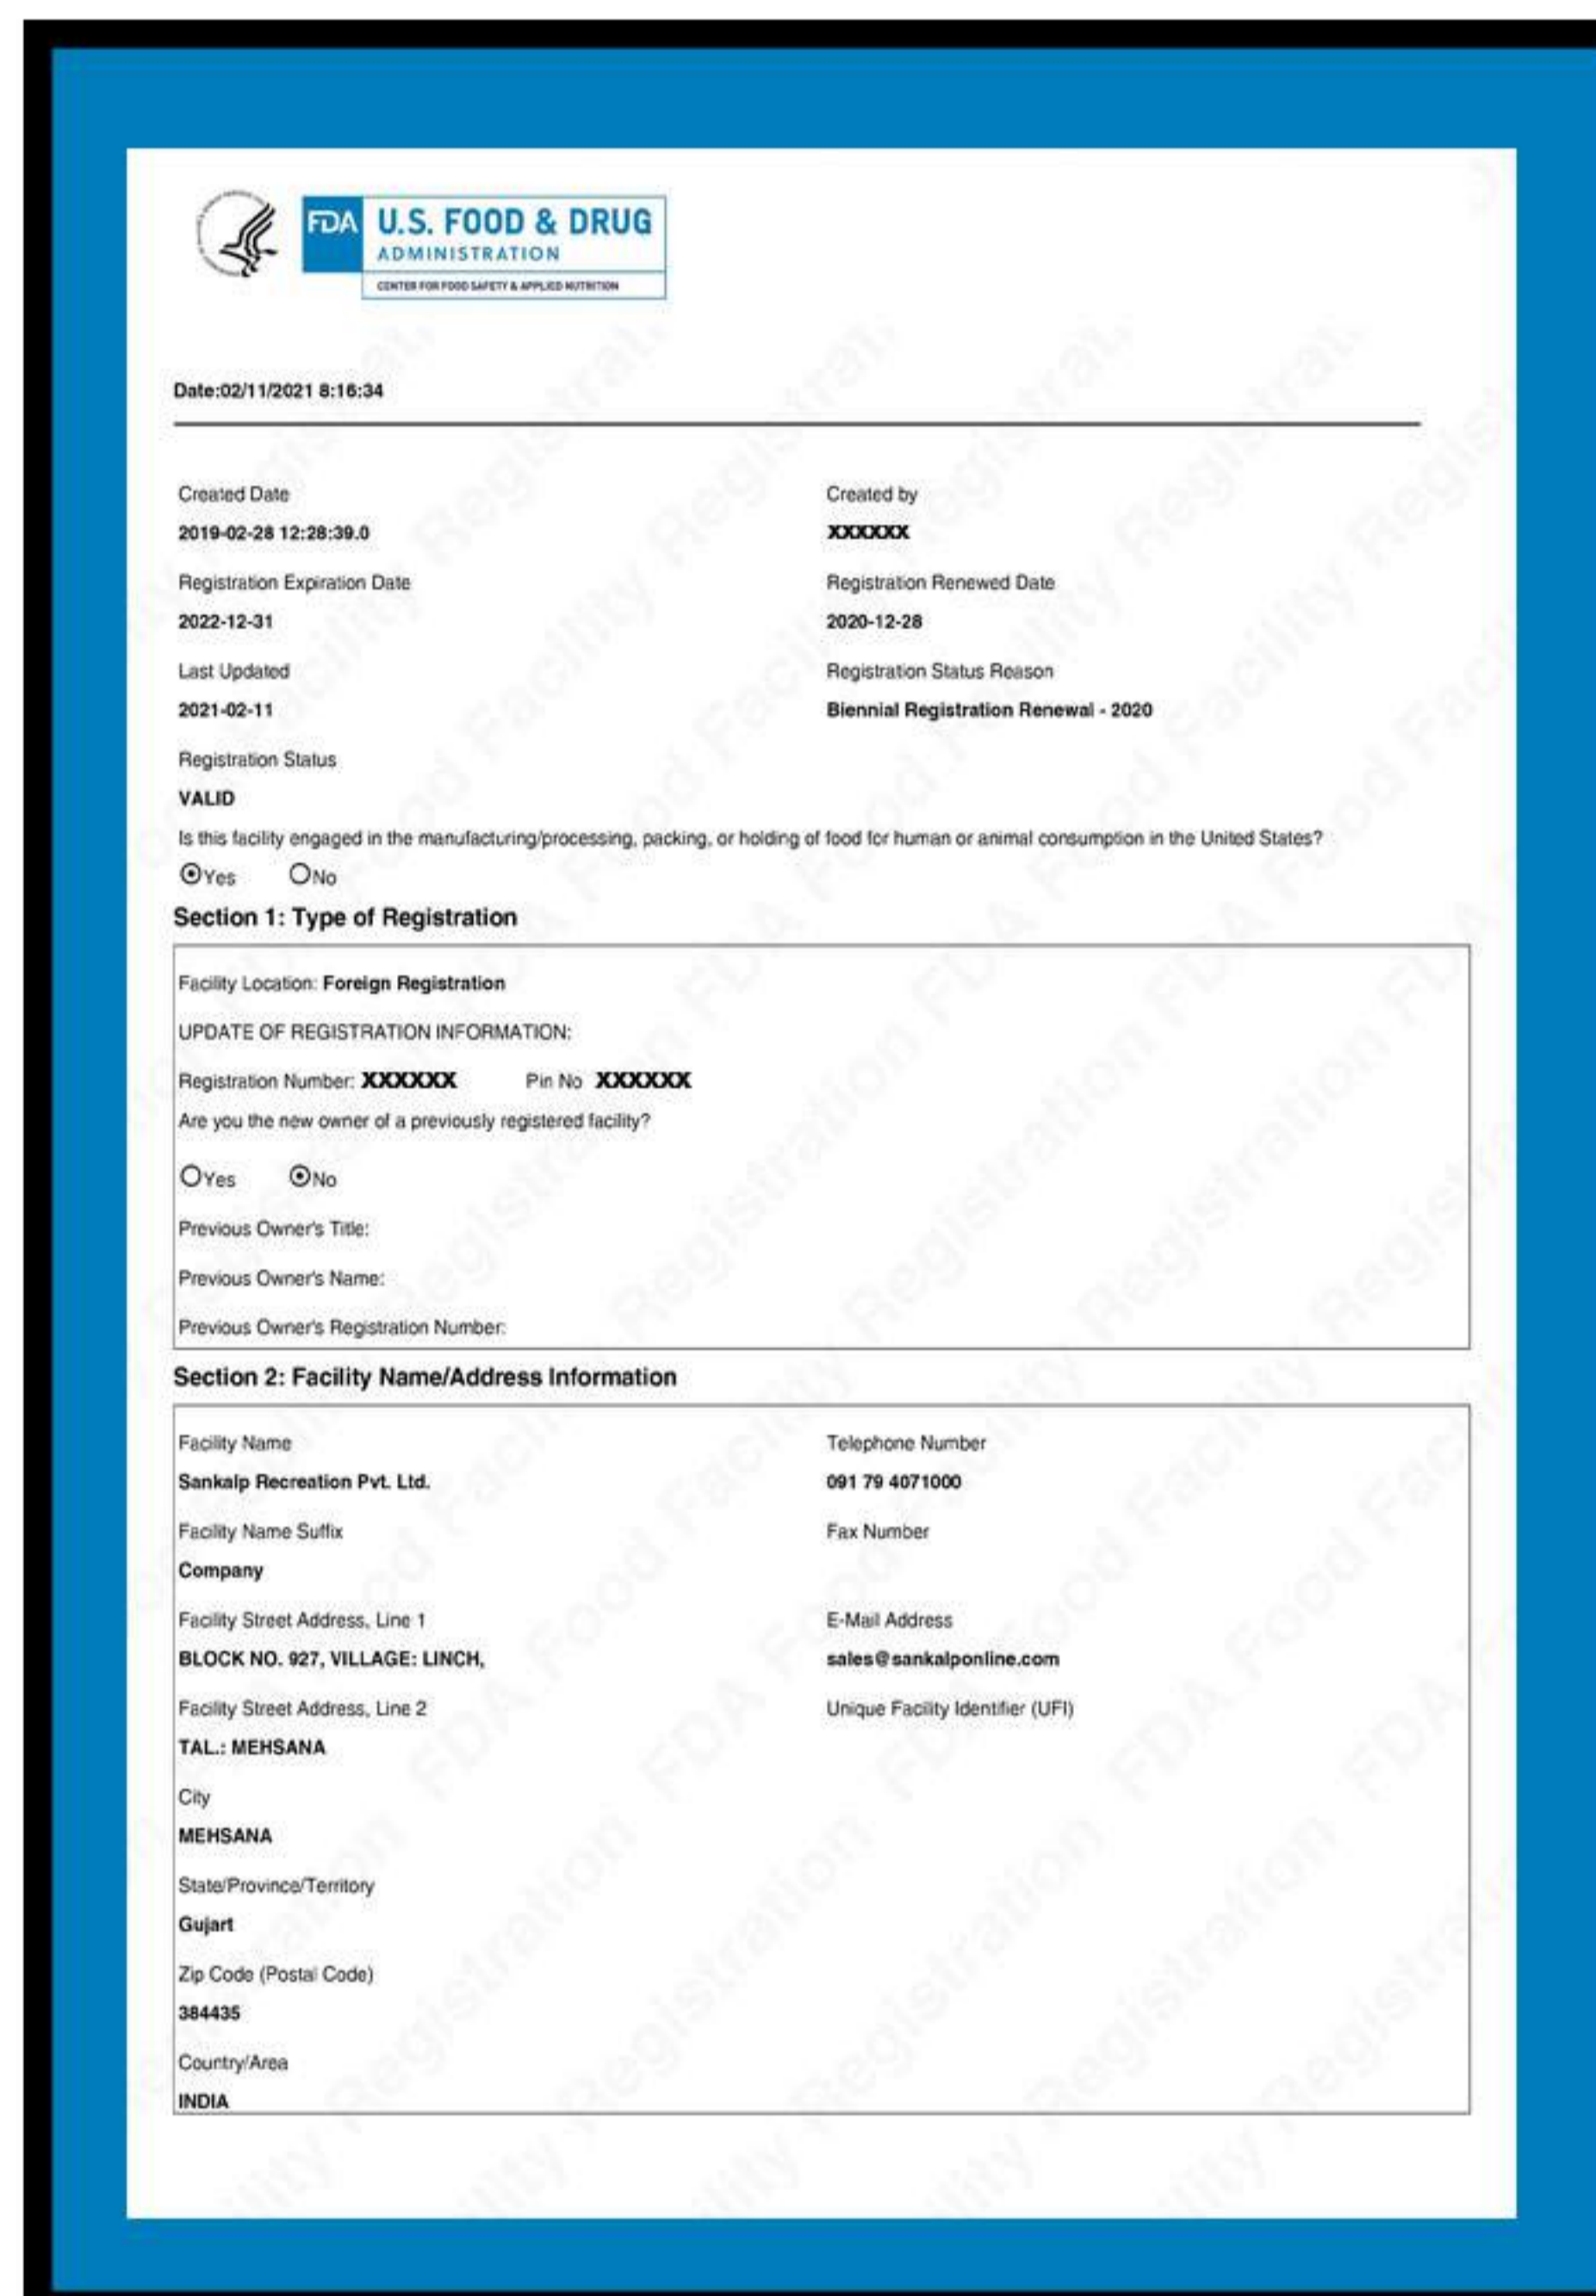 FDA U.S. FOOD & DRUG
ADMINISTRATION
CENTER FOR FOOD SAFETY & APPLIED NUTRITION
Date:02/11/2021 8:16:34
Created Date Created by
2019-02-28 12:28:39.0 XXXXXX
Registration Expiration Date Registration Renewed Date
2022-12-31 2020-12-28
Last Updated Registration Status Reason
2021-02-11 Biennial Registration Renewal - 2020
Registration Status
VALID
Is this facility engaged in the manufacturing/processing, packing, or holding of food for human or animal consumption in the United States?
Yes No
Section 1: Type of Registration
Facility Location: Foreign Registration
UPDATE OF REGISTRATION INFORMATION:
Registration Number: XXXXXX Pin No XXXXXX
Are you the new owner of a previously registered facility?
Yes No
Previous Owner's Title:
Previous Owner's Name:
Previous Owner's Registration Number:
Section 2: Facility Name/Address Information
Facility Name Telephone Number
Sankalp Recreation Pvt. Ltd. 091 79 4071000
Facility Name Suffix Fax Number
Company
Facility Street Address, Line 1 E-Mail Address
BLOCK NO. 927, VILLAGE: LINCH, sales@sankalponline.com
Facility Street Address, Line 2 Unique Facility Identifier (UFI)
TAL.: MEHSANA
City
MEHSANA
State/Province/Territory
Gujart
Zip Code (Postal Code)
384435
Country/Area
INDIA